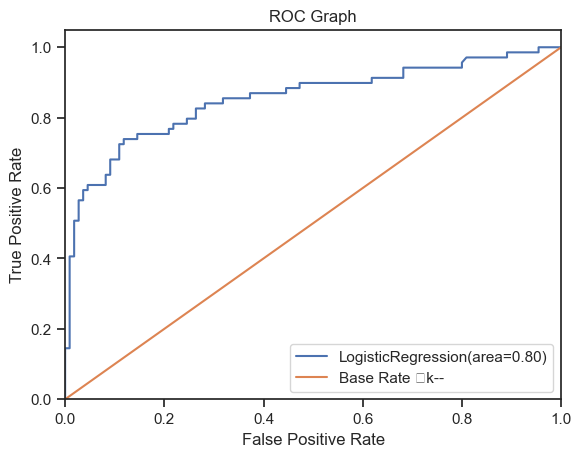 ROC Graph
True Positive Rate
1.0
0.8
0.6
0.4
0.2
0.0
LogisticRegression(area=0.80)
Base Rate □k--
0.0 0.2 0.4 0.6 0.8 1.0
False Positive Rate